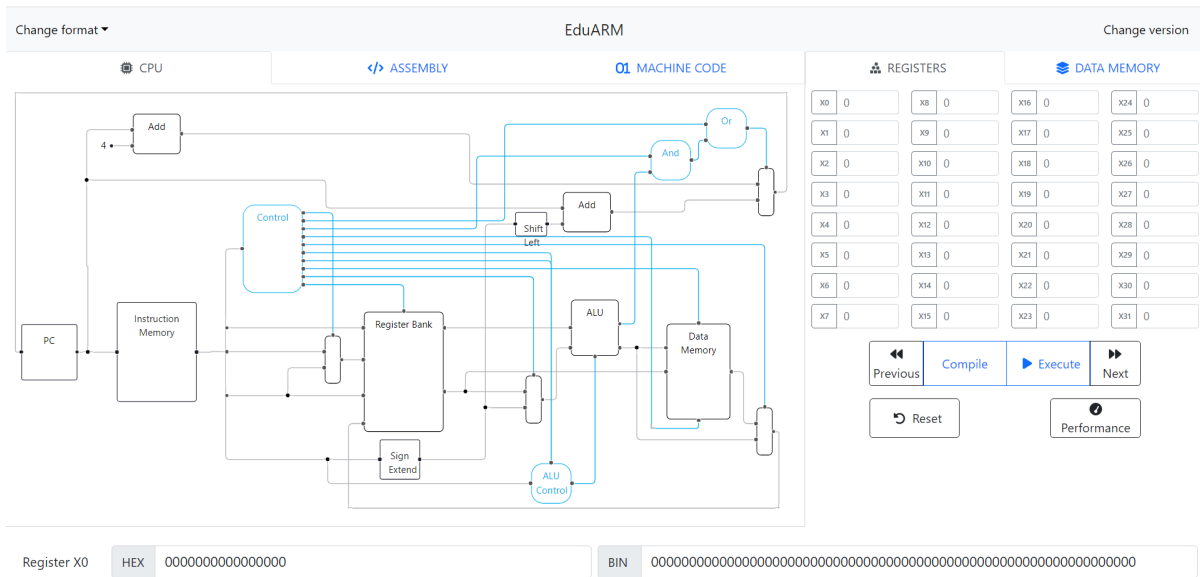 Change format
EduARM
Change version
CPU
</> ASSEMBLY
01 MACHINE CODE
REGISTERS
DATA MEMORY
Add
4
Or
And
Control
Add
Shift
Left
PC
Instruction
Memory
Register Bank
ALU
Data
Memory
Sign
Extend
ALU
Control
X0 0 X8 0 X16 0 X24 0
X1 0 X9 0 X17 0 X25 0
X2 0 X10 0 X18 0 X26 0
X3 0 X11 0 X19 0 X27 0
X4 0 X12 0 X20 0 X28 0
X5 0 X13 0 X21 0 X29 0
X6 0 X14 0 X22 0 X30 0
X7 0 X15 0 X23 0 X31 0
Previous
Compile
Execute
Next
Reset
Performance
Register X0 HEX 0000000000000000 BIN 0000000000000000000000000000000000000000000000000000000000000000